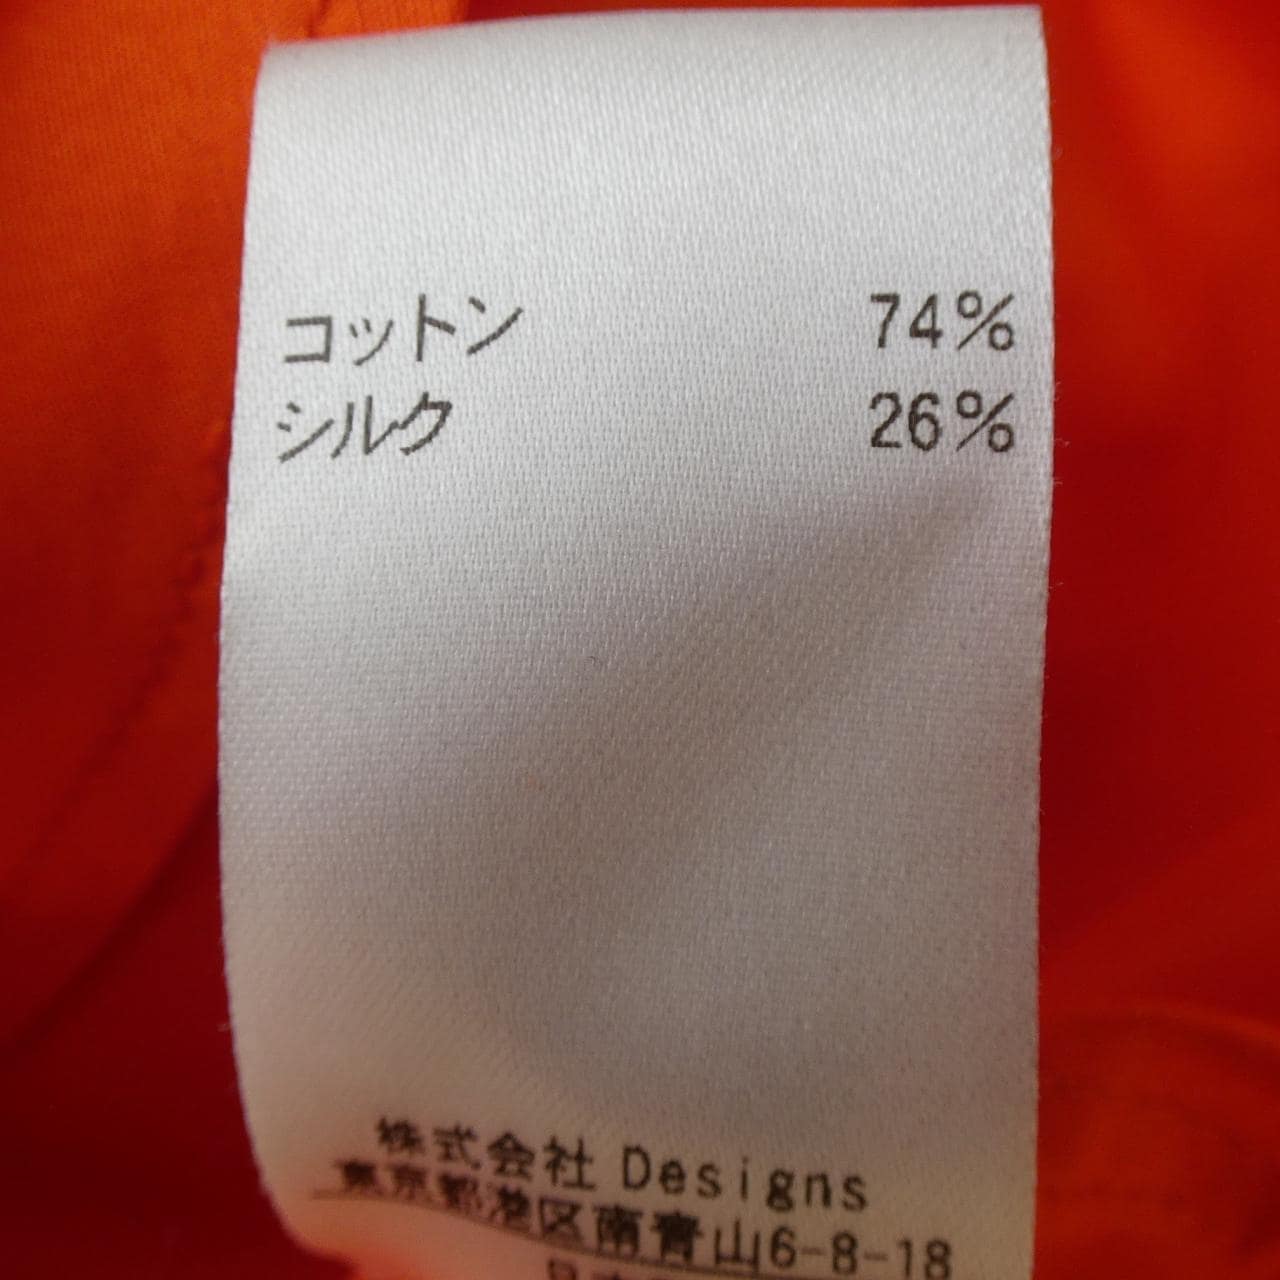 コットン 74%
シルク 26%
株式会社 Designs
東京都港区南青山6-8-18